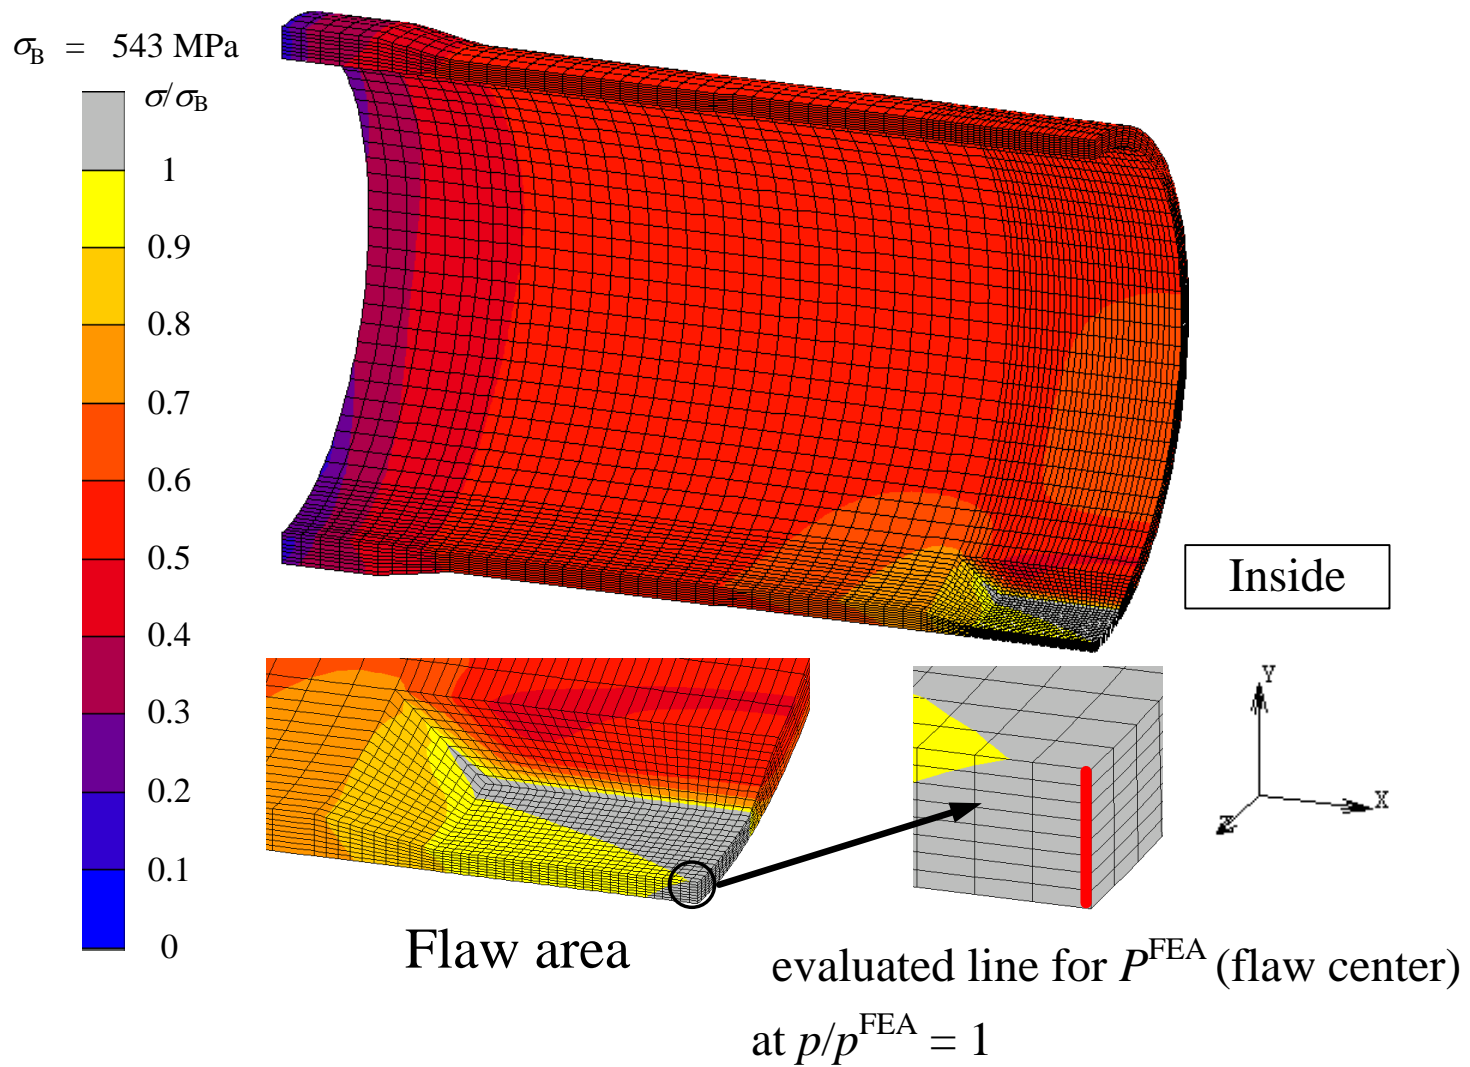 σB = 543 MPa
σ/σB
1
0.9
0.8
0.7
0.6
0.5
0.4
0.3
0.2
0.1
0
Inside
Y
X
Z
Flaw area
evaluated line for PFEA (flaw center)
at p/pFEA = 1